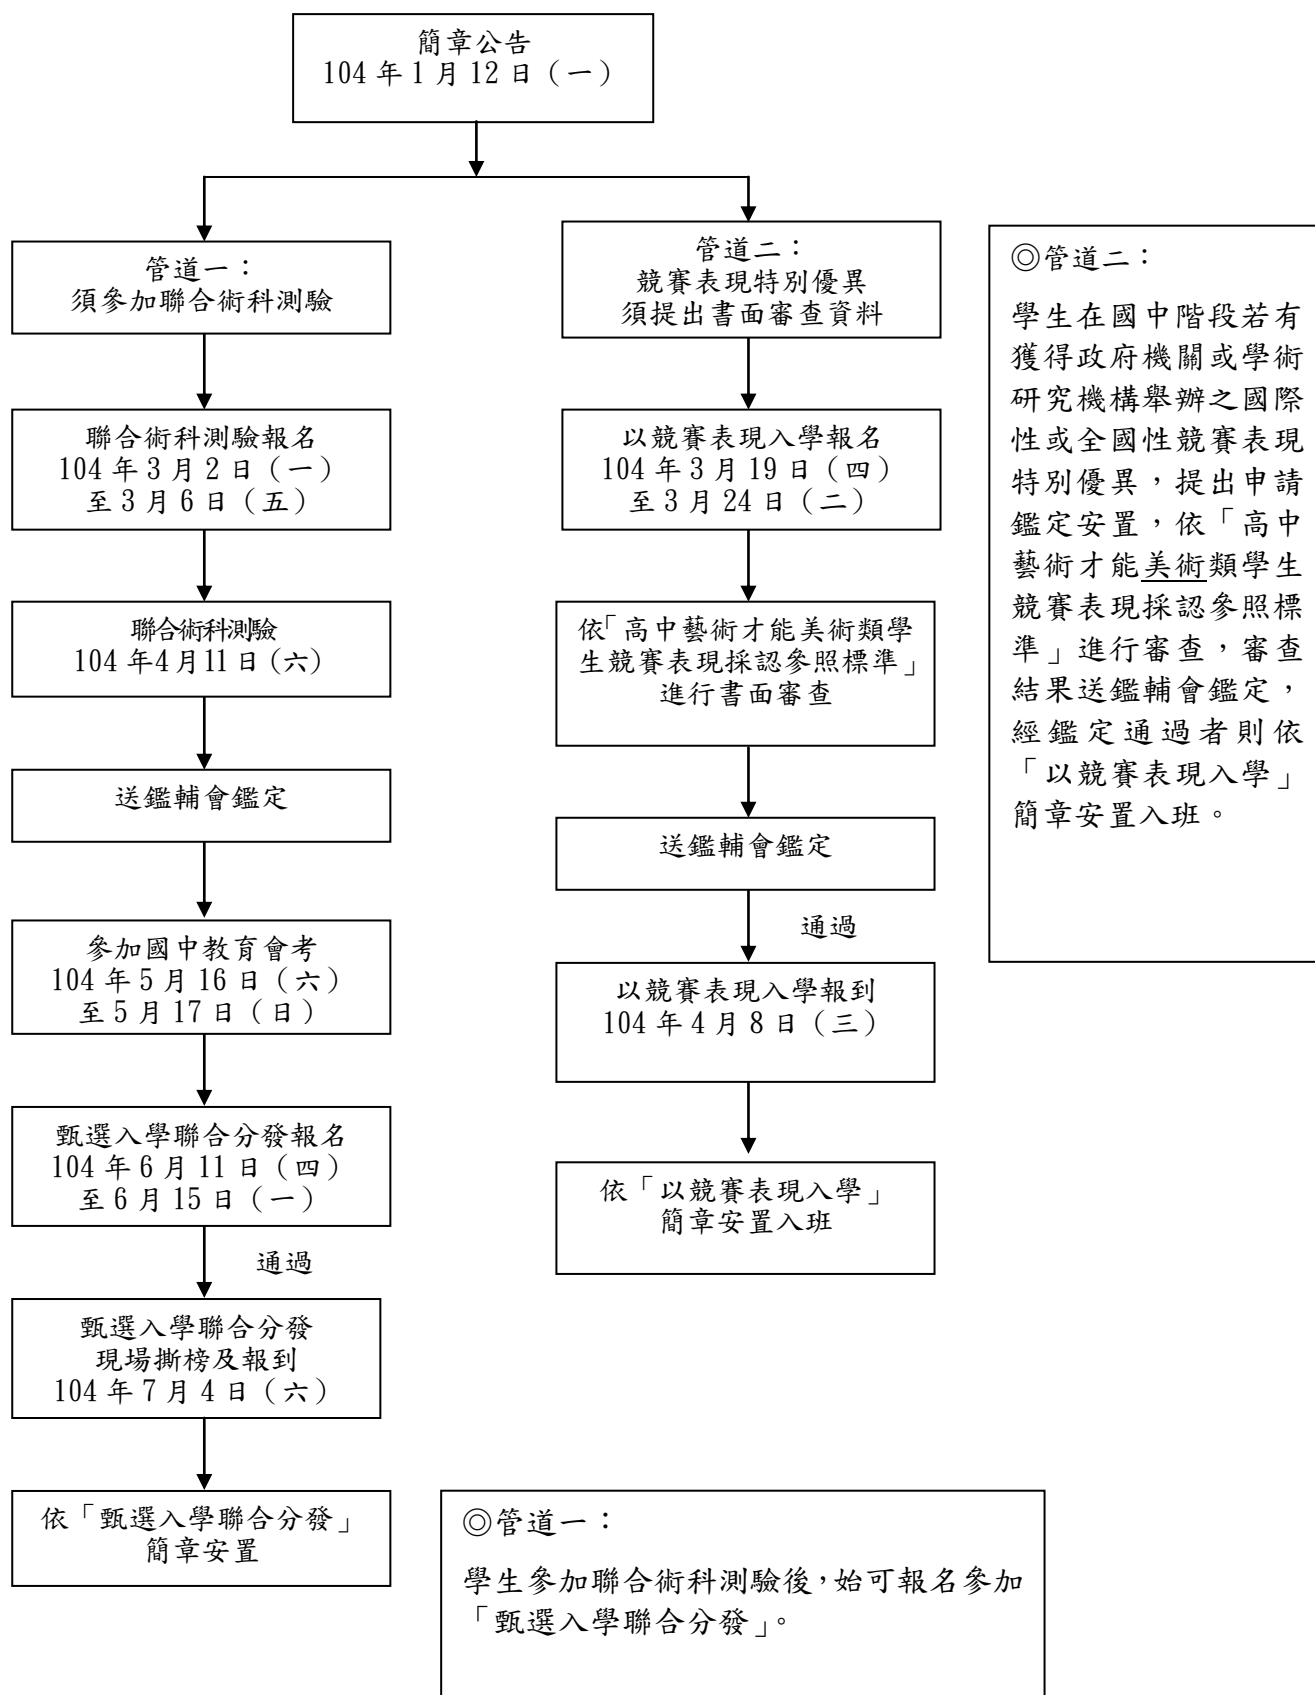 簡章公告
104 年 1 月 12 日（一）
管道一：
須參加聯合術科測驗
聯合術科測驗報名
104 年 3 月 2 日（一）
至 3 月 6 日（五）
聯合術科測驗
104 年4月11日(六)
送鑑輔會鑑定
參加國中教育會考
104 年 5 月 16 日（六）
至 5 月 17 日（日）
甄選入學聯合分發報名
104 年 6 月 11 日（四）
至 6 月 15 日（一）
通過
甄選入學聯合分發
現場撕榜及報到
104 年 7 月 4 日（六）
依「甄選入學聯合分發」
簡章安置
管道二：
競賽表現特別優異
須提出書面審查資料
以競賽表現入學報名
104 年 3 月 19 日（四）
至 3 月 24 日（二）
依「高中藝術才能美術類學
生競賽表現採認參照標準」
進行書面審查
送鑑輔會鑑定
通過
以競賽表現入學報到
104 年 4 月 8 日（三）
依「以競賽表現入學」
簡章安置入班
◎管道二：
學生在國中階段若有
獲得政府機關或學術
研究機構舉辦之國際
性或全國性競賽表現
特別優異，提出申請
鑑定安置，依「高中
藝術才能美術類學生
競賽表現採認參照標
準」進行審查，審查
結果送鑑輔會鑑定，
經鑑定通過者則依
「以競賽表現入學」
簡章安置入班。
◎管道一：
學生參加聯合術科測驗後，始可報名參加
「甄選入學聯合分發」。